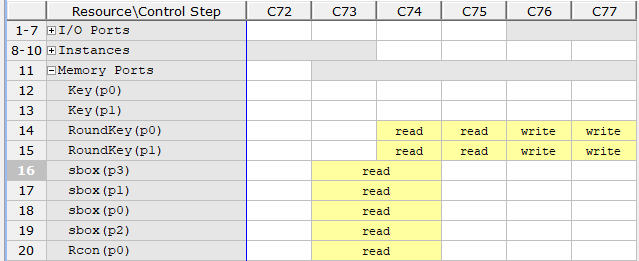 Resource\Control Step C72 C73 C74 C75 C76 C77
1-7 I/O Ports
8-10 Instances
11 Memory Ports
12 Key(p0)
13 Key(p1)
14 RoundKey(p0) read read write write
15 RoundKey(p1) read read write write
16 sbox(p3) read
17 sbox(p1) read
18 sbox(p0) read
19 sbox(p2) read
20 Rcon(p0) read